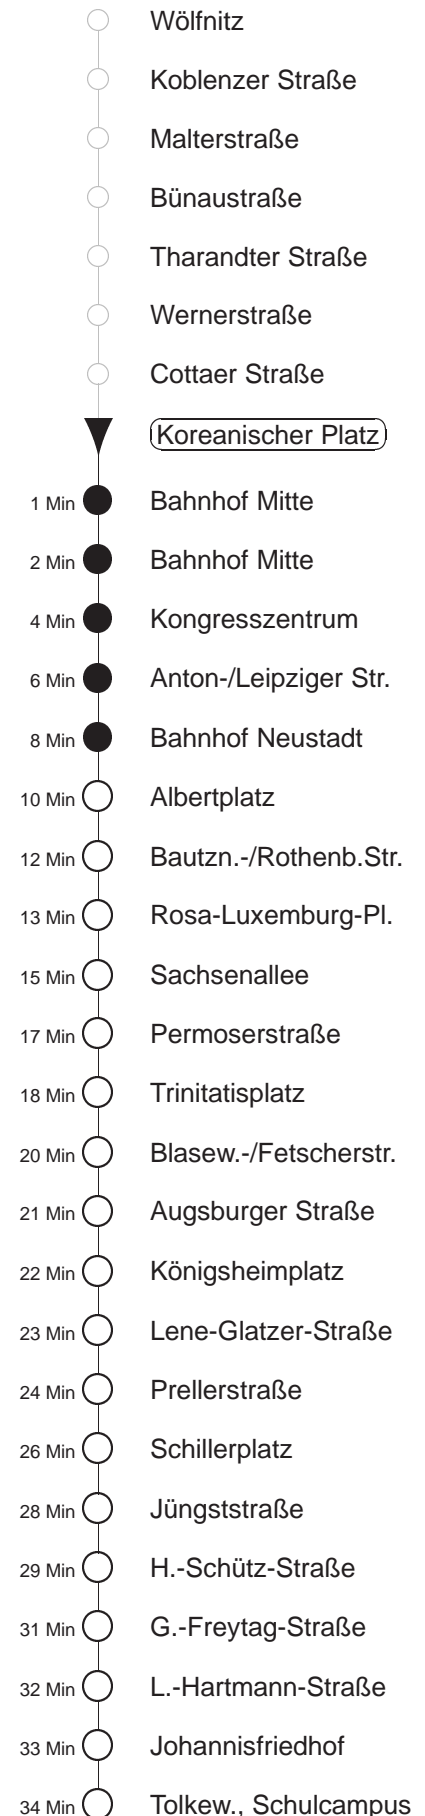 Wölfnitz
Koblenzer Straße
Malterstraße
Bünaustraße
Tharandter Straße
Wernerstraße
Cottaer Straße
Koreanischer Platz
1 Min Bahnhof Mitte
2 Min Bahnhof Mitte
4 Min Kongresszentrum
6 Min Anton-/Leipziger Str.
8 Min Bahnhof Neustadt
10 Min Albertplatz
12 Min Bautzn.-/Rothenb.Str.
13 Min Rosa-Luxemburg-Pl.
15 Min Sachsenallee
17 Min Permoserstraße
18 Min Trinitatisplatz
20 Min Blasew.-/Fetscherstr.
21 Min Augsburger Straße
22 Min Königsheimplatz
23 Min Lene-Glatzer-Straße
24 Min Prellerstraße
26 Min Schillerplatz
28 Min Jüngststraße
29 Min H.-Schütz-Straße
31 Min G.-Freytag-Straße
32 Min L.-Hartmann-Straße
33 Min Johannisfriedhof
34 Min Tolkew., Schulcampus